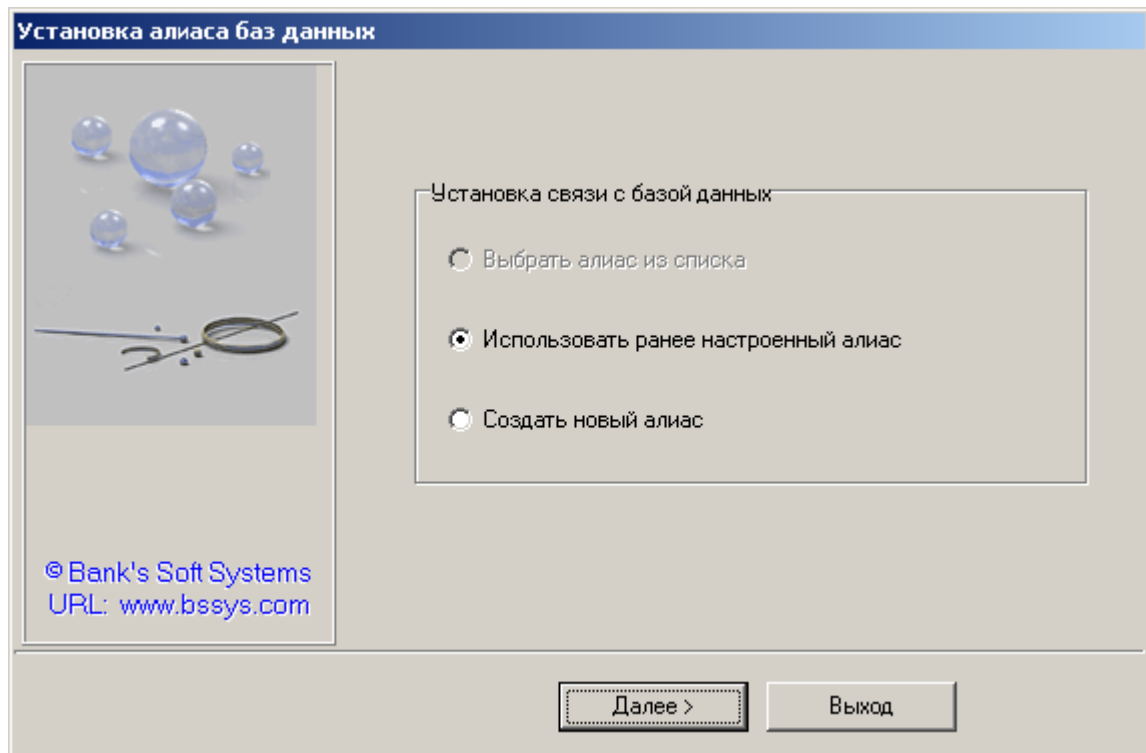 Установка алиаса баз данных
Установка связи с базой данных
Выбрать алиас из списка
Использовать ранее настроенный алиас
Создать новый алиас
© Bank's Soft Systems
URL: www.bssys.com
Далее >
Выход